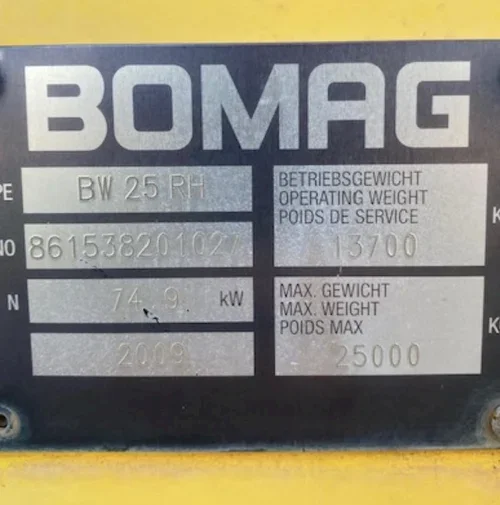 BOMAG
PE BW 25 RH
NO 861538201027
N 74.9 kW
2009
BETRIEBSGEWICHT
OPERATING WEIGHT
POIDS DE SERVICE
13700 K
MAX. GEWICHT
MAX. WEIGHT
POIDS MAX
25000 K